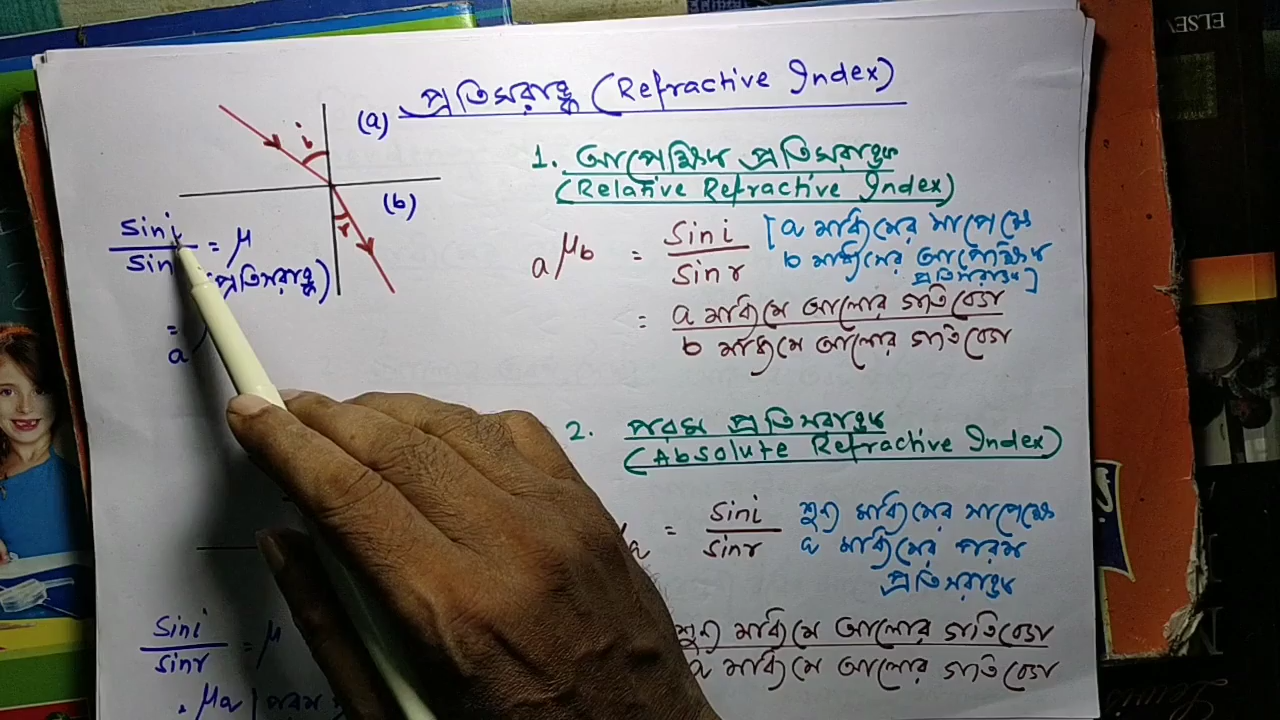 প্রতিসরাঙ্ক (Refractive Index)
(a)
i
(b)
r
Sin i / Sin = μ
(প্রতিসরাঙ্ক)
= a
1. আপেক্ষিক প্রতিসরাঙ্ক
(Relative Refractive Index)
aμb = Sin i / Sin r [a মাধ্যমের সাপেক্ষে
b মাধ্যমের আপেক্ষিক
প্রতিসরাঙ্ক]
= a মাধ্যমে আলোর গতিবেগ
b মাধ্যমে আলোর গতিবেগ
2. পরম প্রতিসরাঙ্ক
(Absolute Refractive Index)
a = Sin i / Sin r শূন্য মাধ্যমের সাপেক্ষে
a মাধ্যমের পরম
প্রতিসরাঙ্ক
শূন্য মাধ্যমে আলোর গতিবেগ
a মাধ্যমে আলোর গতিবেগ
Sin i / Sin r = μ
μa পরম
ELSE